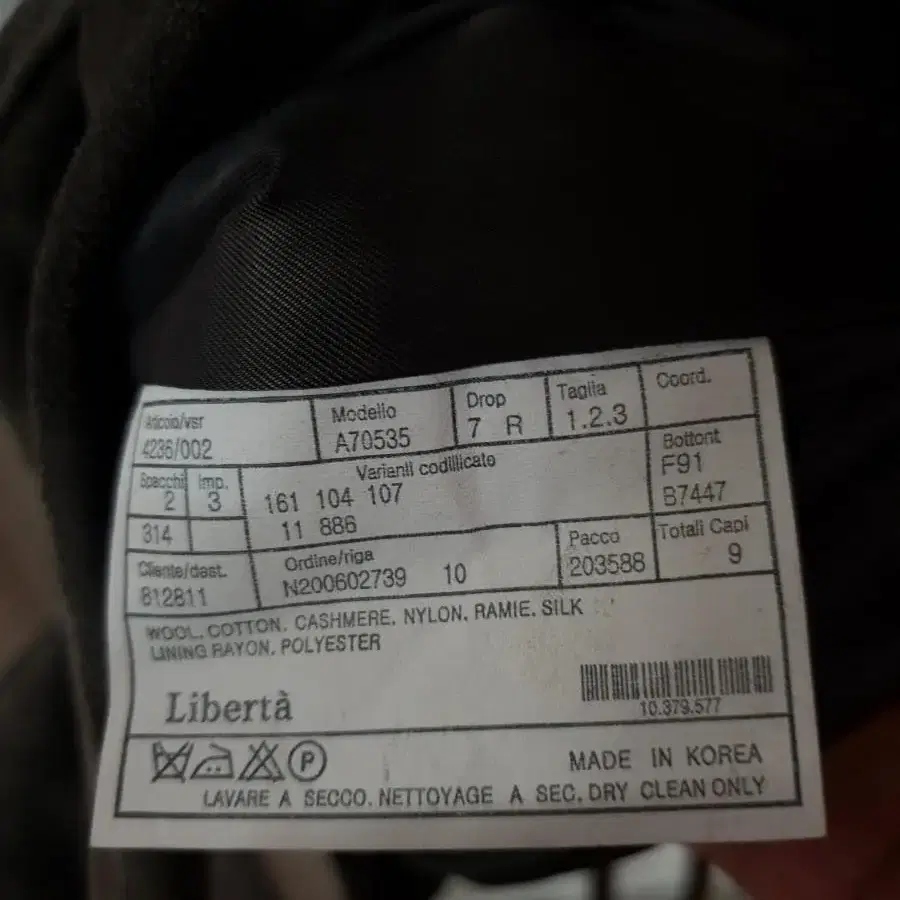 Articolo/vsr Modello Drop Taglia Coord.
4236/002 A70535 7 R 1.2.3
Spacchi Imp. Varianti codillicato Bottont
2 3 161 104 107 F91
314 11 886 B7447
Cliente/dest. Ordine/riga Pacco Totali Capi
812811 N200602739 10 203588 9
WOOL. COTTON. CASHMERE. NYLON. RAMIE. SILK
LINING RAYON. POLYESTER
Libertà
10.379.577
P
MADE IN KOREA
LAVARE A SECCO. NETTOYAGE A SEC. DRY CLEAN ONLY